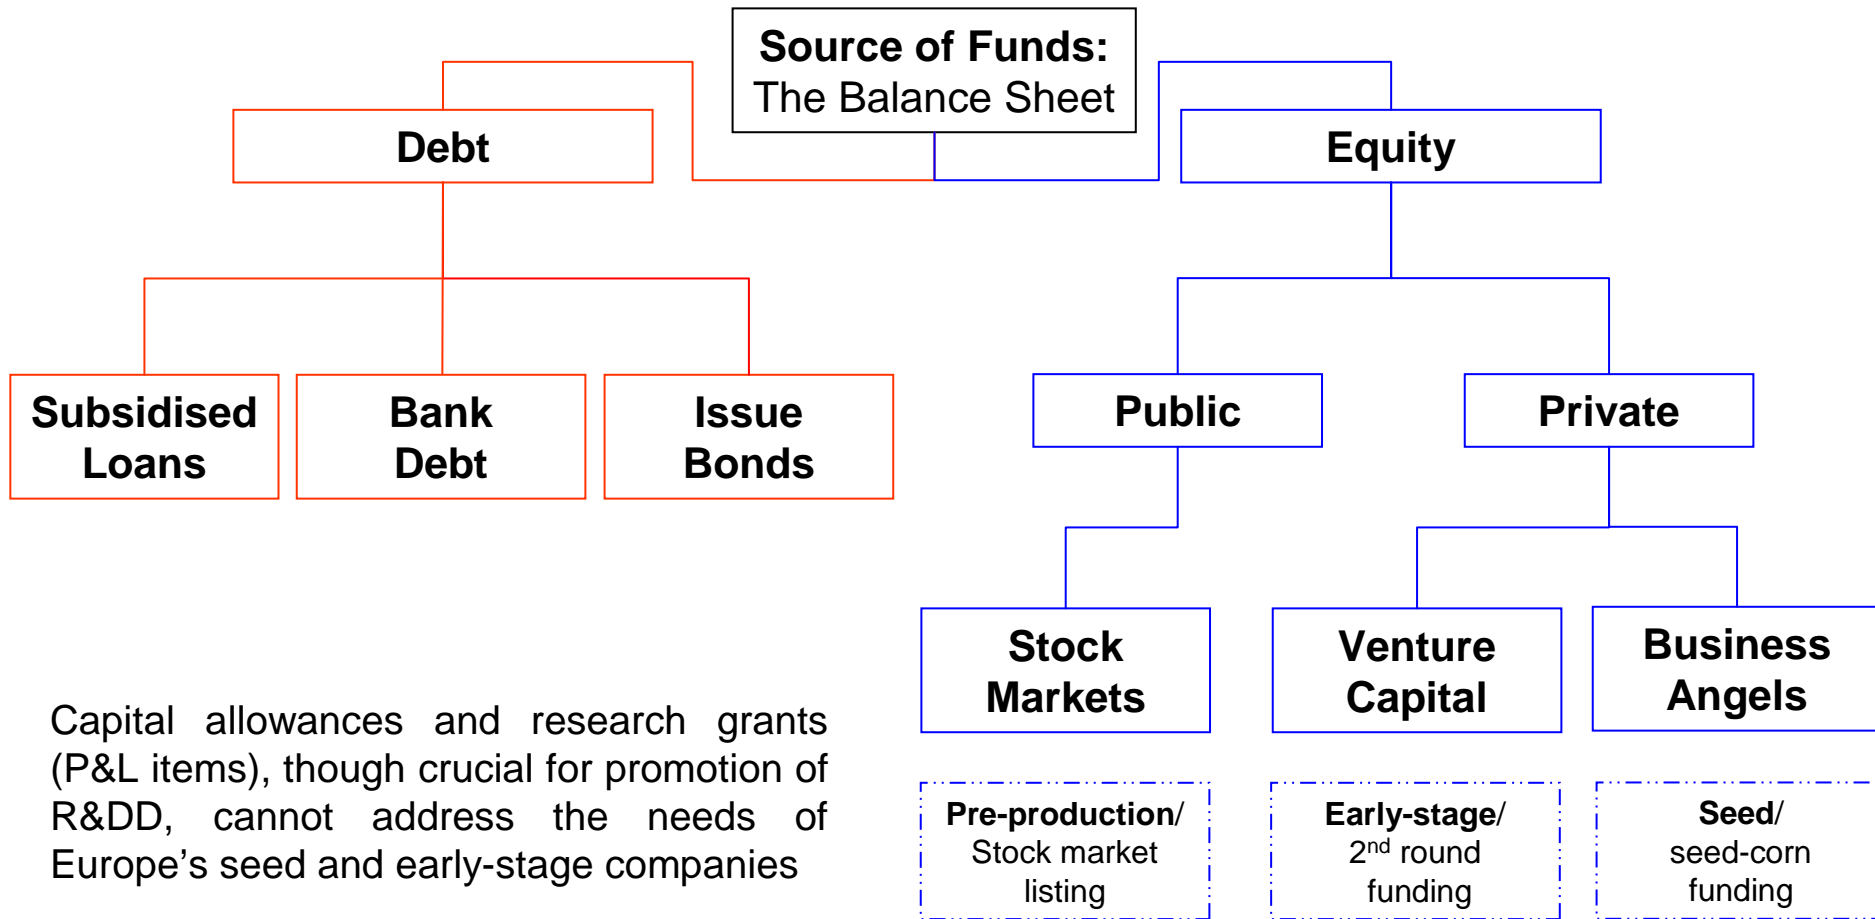 Source of Funds:
The Balance Sheet
Debt
Equity
Subsidised
Loans
Bank
Debt
Issue
Bonds
Public
Private
Stock
Markets
Venture
Capital
Business
Angels
Capital allowances and research grants
(P&L items), though crucial for promotion of
R&DD, cannot address the needs of
Europe’s seed and early-stage companies
Pre-production/
Stock market
listing
Early-stage/
2nd round
funding
Seed/
seed-corn
funding